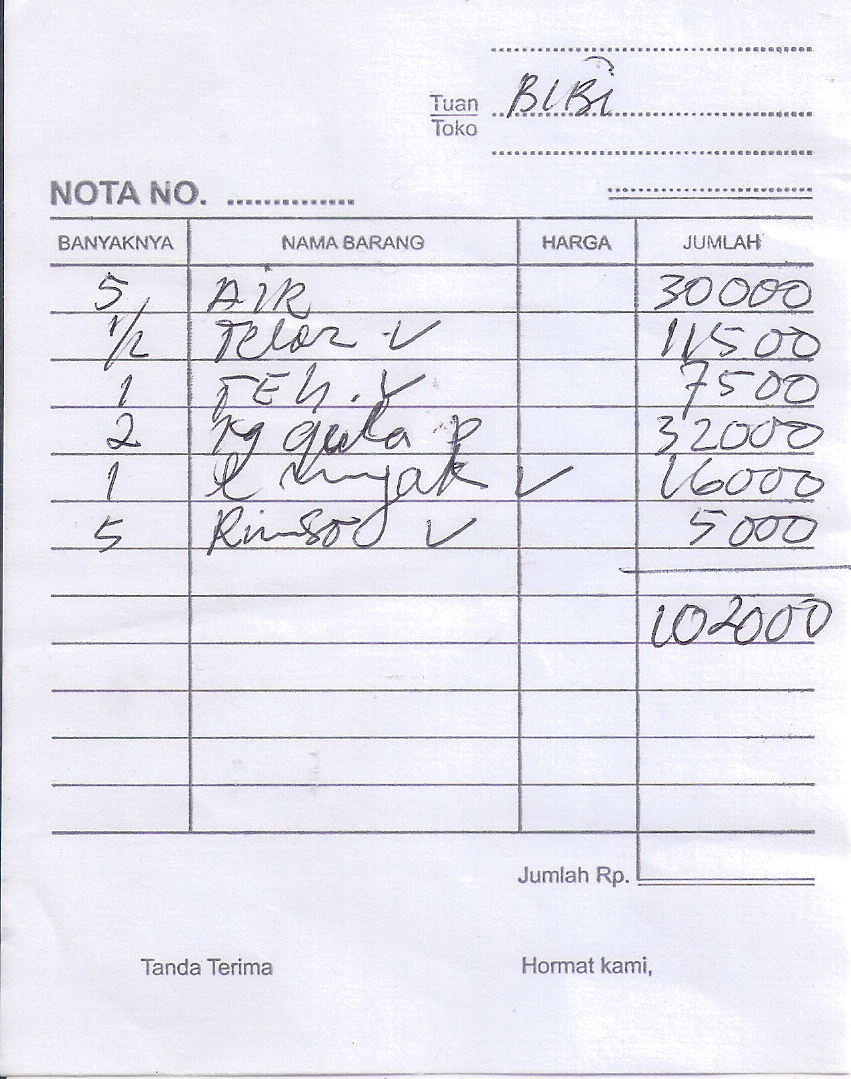 BIBi
Tuan
Toko
NOTA NO.
BANYAKNYA NAMA BARANG HARGA JUMLAH
5 AiR 30000
1/2 Telor ✓ 11500
1 TEh. ✓ 7500
2 kg gula p 32000
1 l minyak ✓ 16000
5 Rinso ✓ 5000
102000
Jumlah Rp.
Tanda Terima Hormat kami,